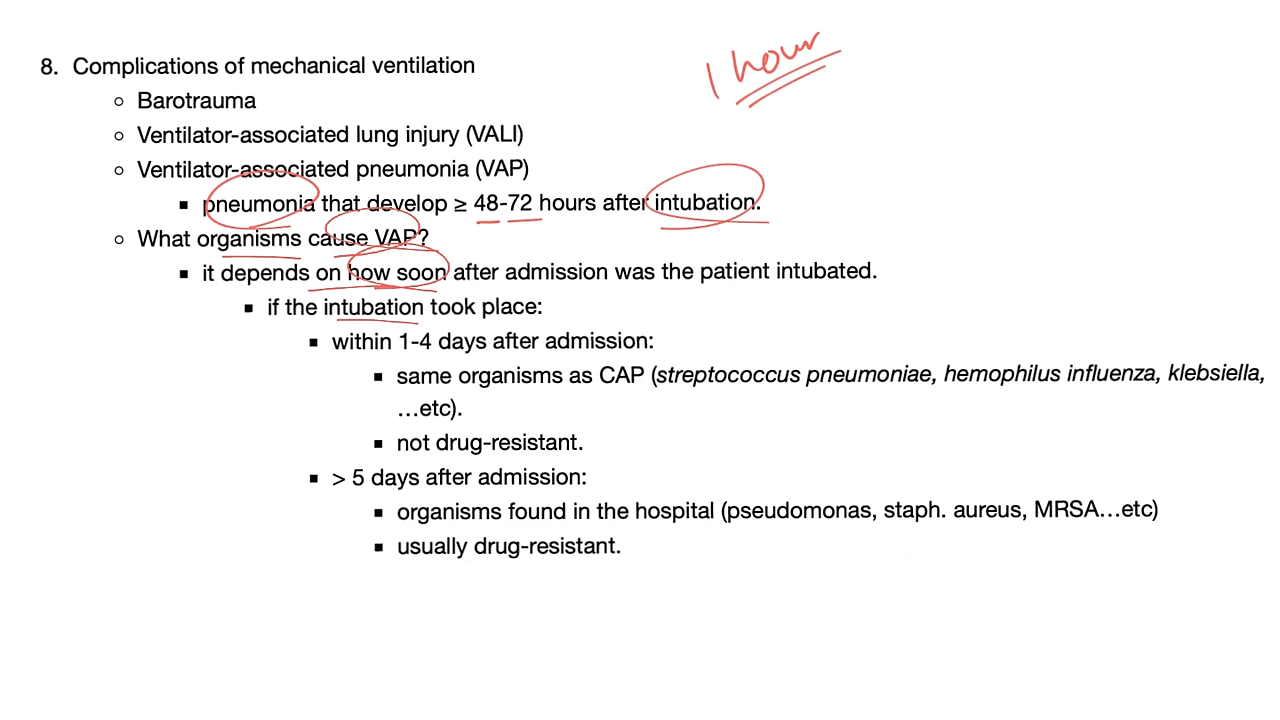 1 hour
8. Complications of mechanical ventilation
○ Barotrauma
○ Ventilator-associated lung injury (VALI)
○ Ventilator-associated pneumonia (VAP)
▪ pneumonia that develop ≥ 48-72 hours after intubation.
○ What organisms cause VAP?
▪ it depends on how soon after admission was the patient intubated.
▪ if the intubation took place:
▪ within 1-4 days after admission:
▪ same organisms as CAP (streptococcus pneumoniae, hemophilus influenza, klebsiella,
…etc).
▪ not drug-resistant.
▪ > 5 days after admission:
▪ organisms found in the hospital (pseudomonas, staph. aureus, MRSA…etc)
▪ usually drug-resistant.